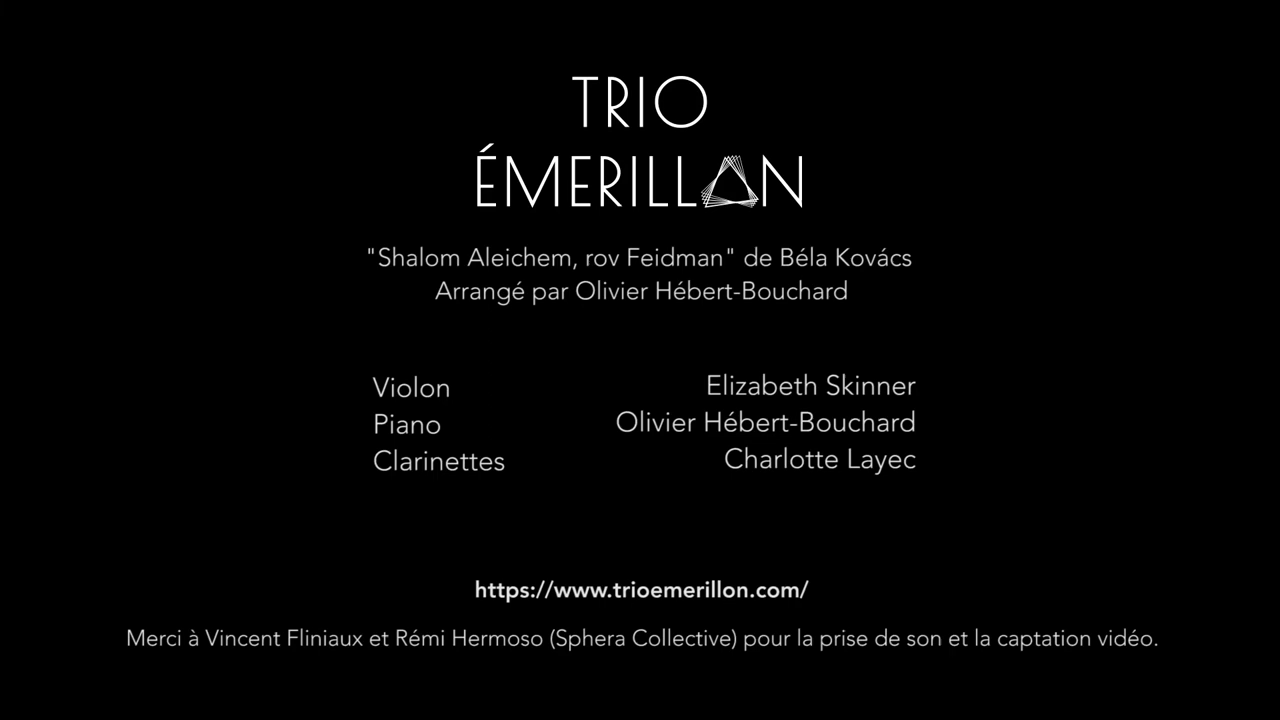 TRIO
ÉMERILLON
"Shalom Aleichem, rov Feidman" de Béla Kovács
Arrangé par Olivier Hébert-Bouchard
Violon Elizabeth Skinner
Piano Olivier Hébert-Bouchard
Clarinettes Charlotte Layec
https://www.trioemerillon.com/
Merci à Vincent Fliniaux et Rémi Hermoso (Sphera Collective) pour la prise de son et la captation vidéo.